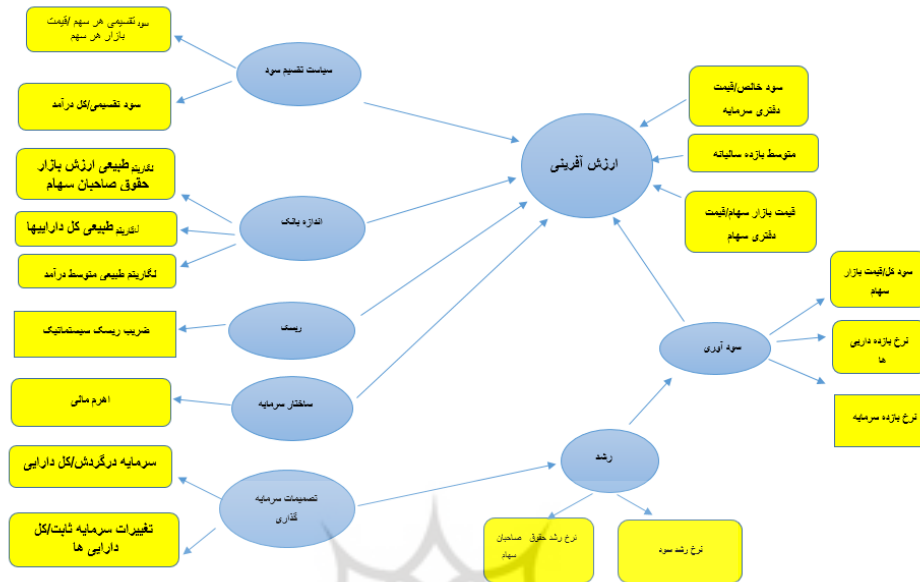 سود تقسیمی هر سهم /قیمت
بازار هر سهم
سیاست تقسیم سود
سود تقسیمی/کل درآمد
سود خالص/قیمت
دفتری سرمایه
ارزش آفرینی
متوسط بازده سالیانه
قیمت بازار سهام/قیمت
دفتری سهام
لگاریتم طبیعی ارزش بازار
حقوق صاحبان سهام
اندازه بانک
لگاریتم طبیعی کل داراییها
لگاریتم طبیعی متوسط درآمد
سود کل/قیمت بازار
سهام
ریسک
ضریب ریسک سیستماتیک
سود آوری
نرخ بازده داریی
ها
ساختار سرمایه
اهرم مالی
نرخ بازده سرمایه
رشد
سرمایه درگردش/کل دارایی
تصمیمات سرمایه
گذاری
تغییرات سرمایه ثابت/کل
دارایی ها
نرخ رشد حقوق صاحبان
سهام
نرخ رشد سود